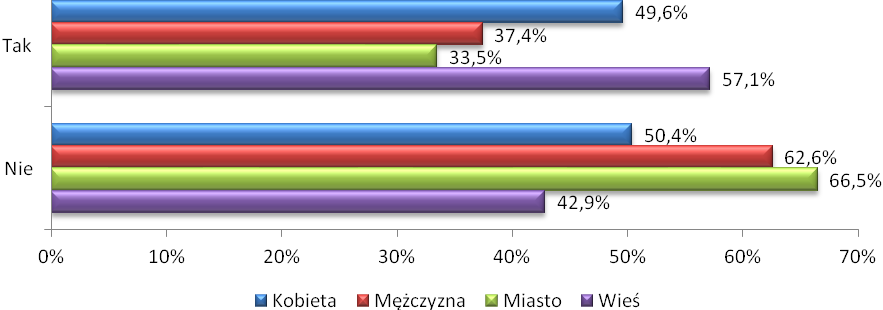 49,6%
Tak
37,4%
33,5%
57,1%
50,4%
Nie
62,6%
66,5%
42,9%
0% 10% 20% 30% 40% 50% 60% 70%
Kobieta Mężczyzna Miasto Wieś